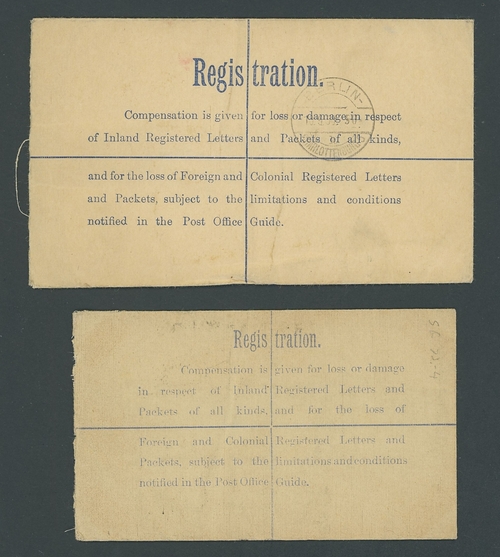 Registration.
Compensation is given for loss or damage in respect
of Inland Registered Letters and Packets of all kinds,
and for the loss of Foreign and Colonial Registered Letters
and Packets, subject to the limitations and conditions
notified in the Post Office Guide.
Registration.
Compensation is given for loss or damage
in respect of Inland Registered Letters and
Packets of all kinds, and for the loss of
Foreign and Colonial Registered Letters and
Packets, subject to the limitations and conditions
notified in the Post Office Guide.